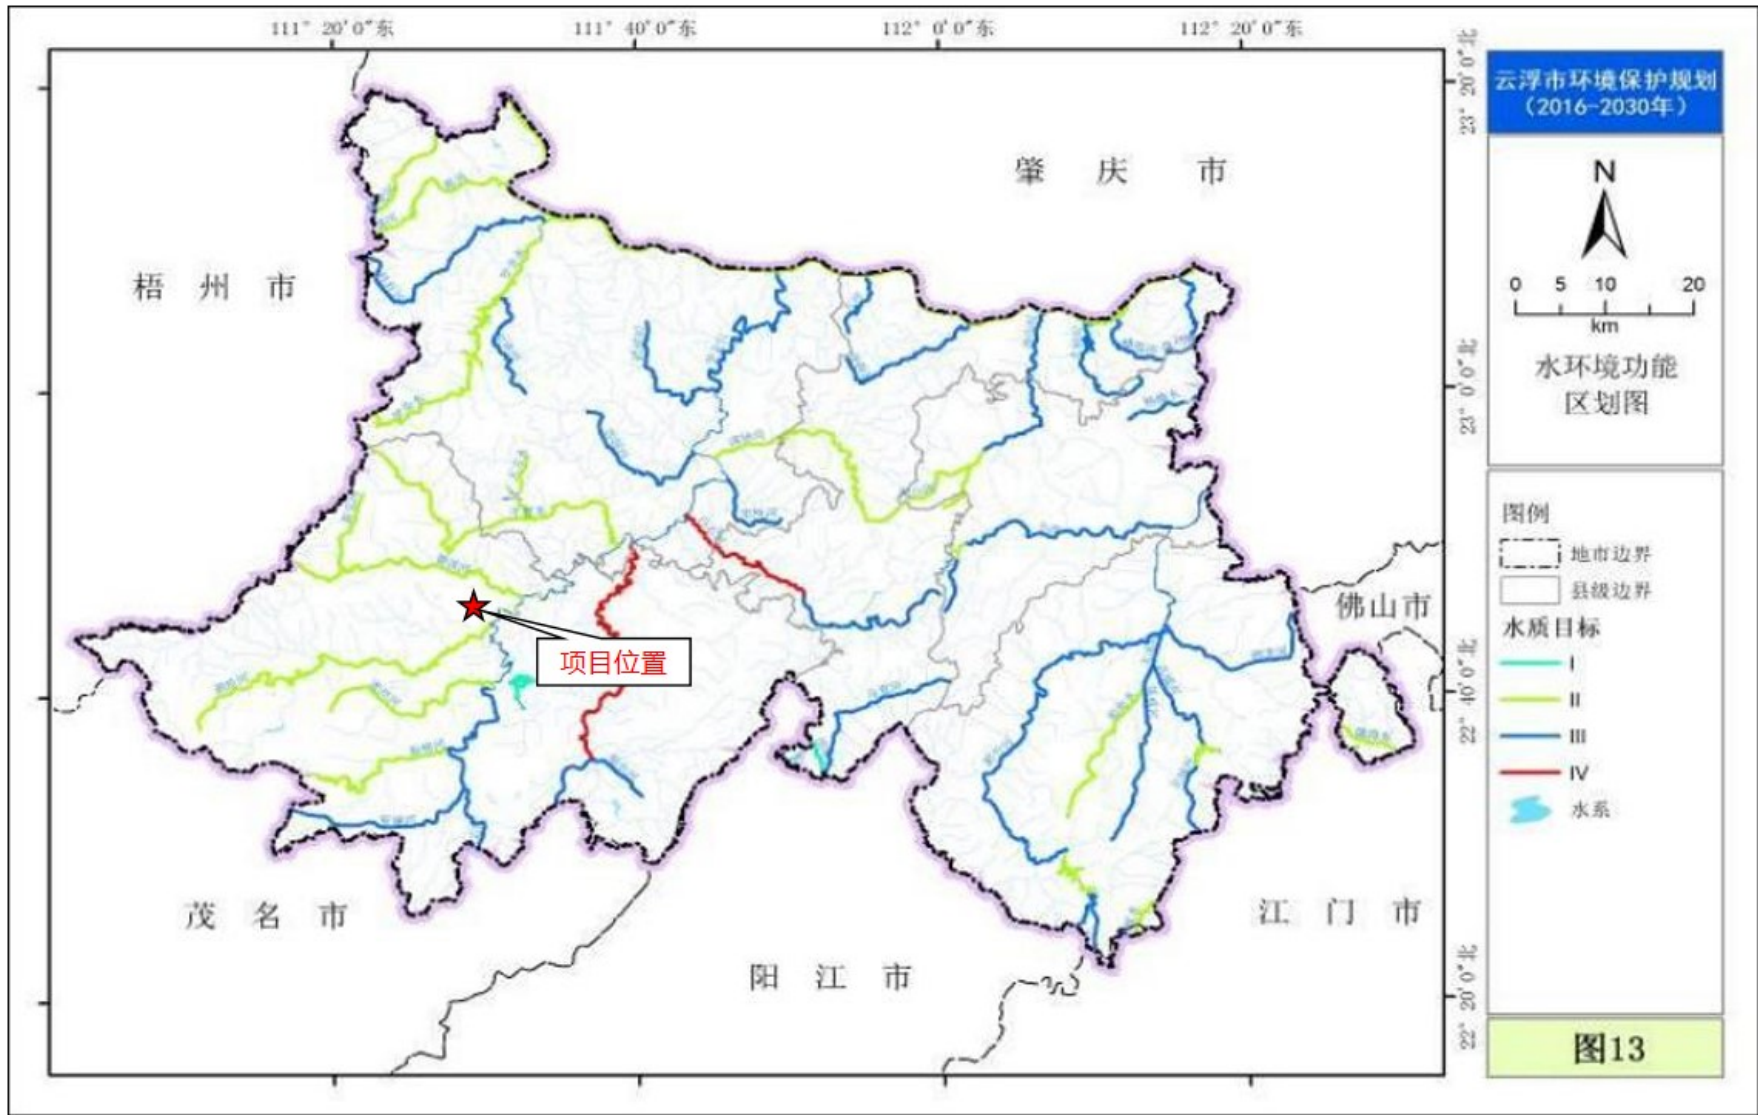 111° 20′0″东
111° 40′0″东
112° 0′0″东
112° 20′0″东
23° 20′0″北
23° 0′0″北
22° 40′0″北
22° 20′0″北
肇庆市
梧州市
佛山市
茂名市
阳江市
江门市
项目位置
云浮市环境保护规划
（2016-2030年）
N
0 5 10 20
km
水环境功能
区划图
图例
地市边界
县级边界
水质目标
I
II
III
IV
水系
图13